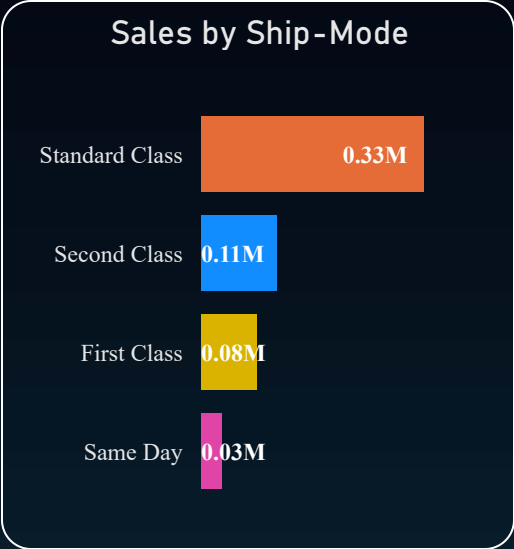 Sales by Ship-Mode
Standard Class 0.33M
Second Class 0.11M
First Class 0.08M
Same Day 0.03M